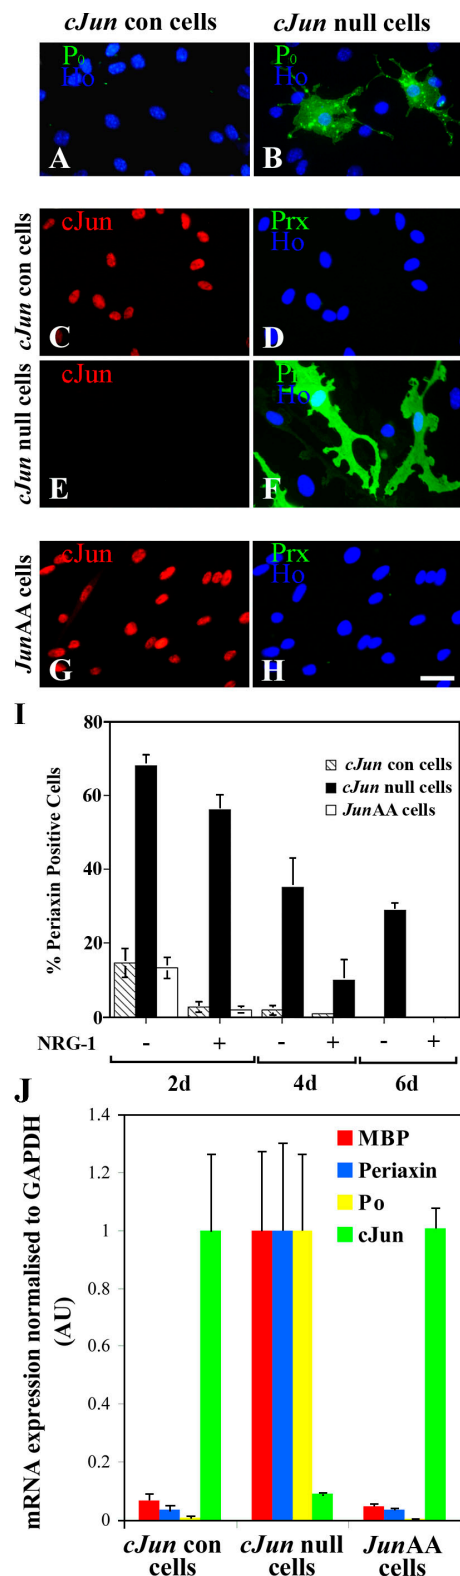 cJun con cells cJun null cells
P0 P0
Ho Ho
A B
cJun con cells
cJun Prx
Ho
C D
cJun null cells
cJun
Ho
E F
JunAA cells
cJun Prx
Ho
G H
I
% Periaxin Positive Cells
80
60
40
20
0
cJun con cells
cJun null cells
JunAA cells
NRG-1 - + - + - +
2d 4d 6d
J
mRNA expression normalised to GAPDH
(AU)
1.4
1.2
1
0.8
0.6
0.4
0.2
0
MBP
Periaxin
Po
cJun
cJun con cells cJun null cells JunAA cells